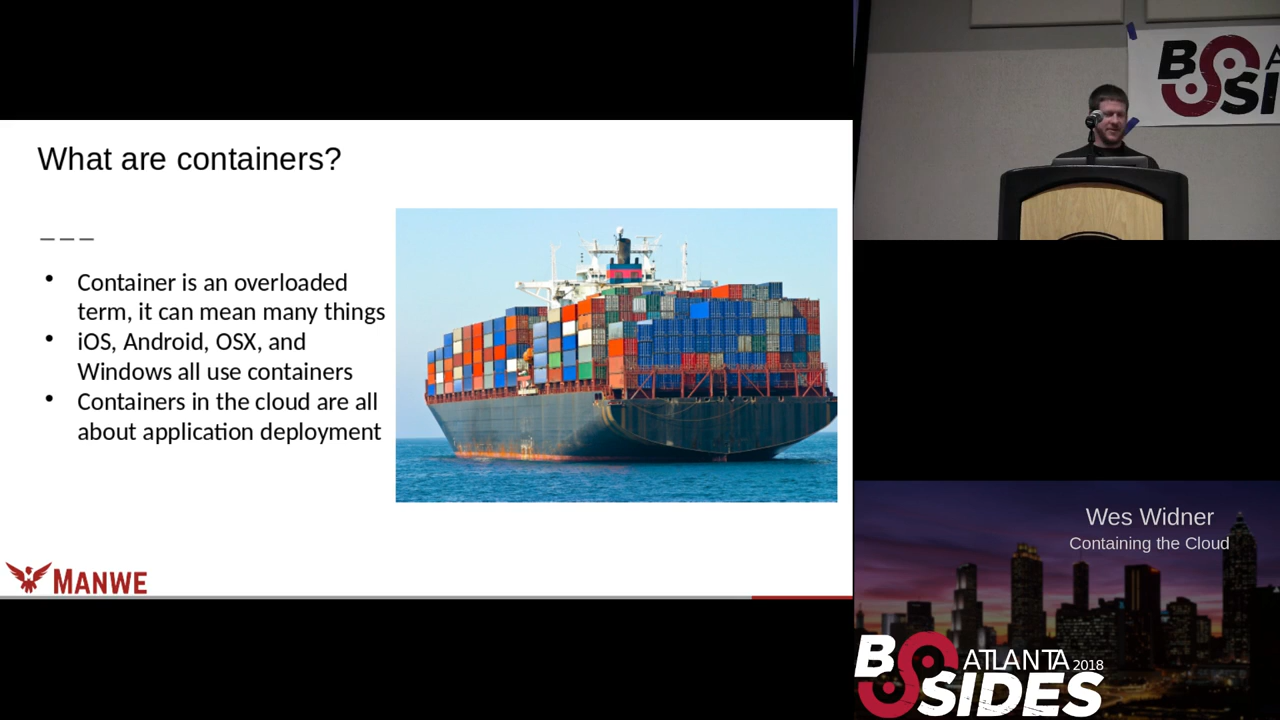 What are containers?
Container is an overloaded
term, it can mean many things
iOS, Android, OSX, and
Windows all use containers
Containers in the cloud are all
about application deployment
MANWE
BSIDES
Wes Widner
Containing the Cloud
BSIDES
ATLANTA 2018